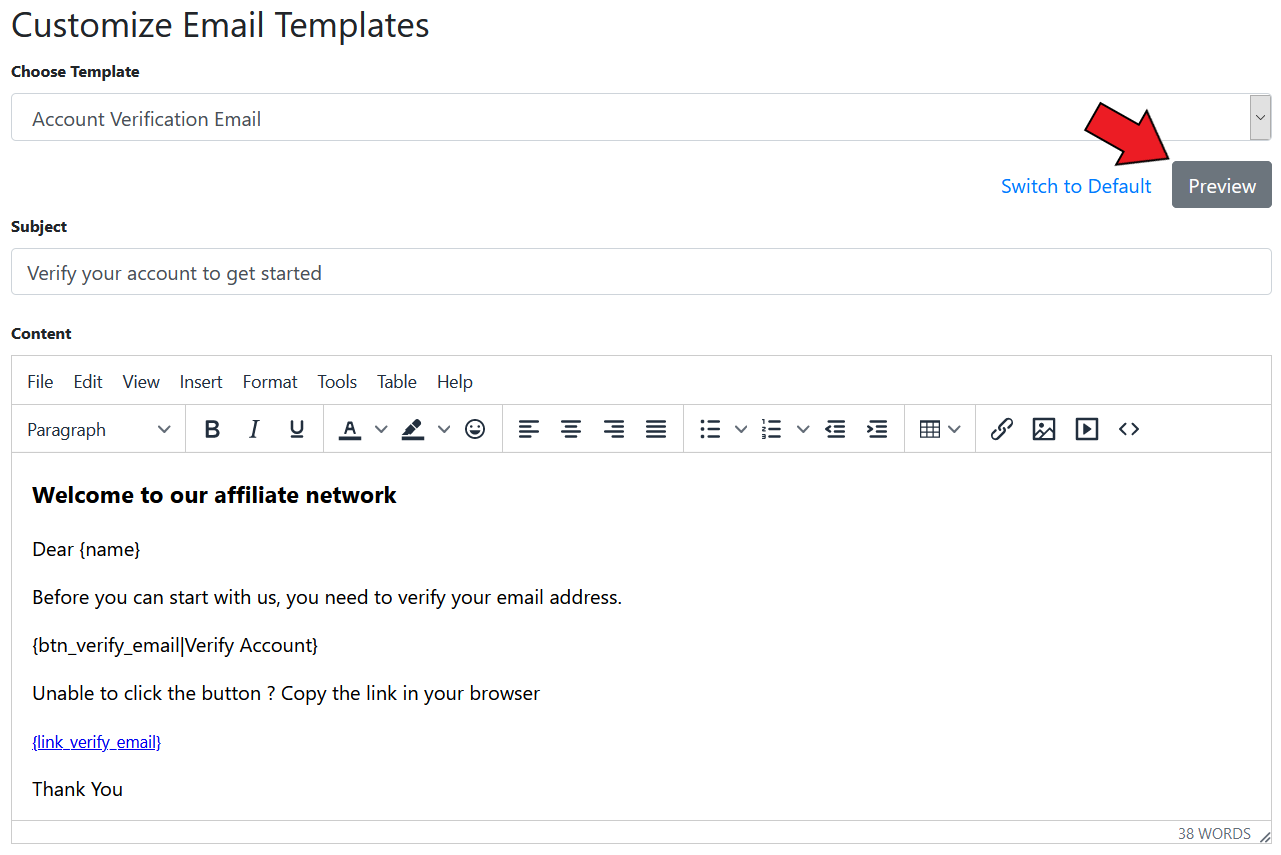 Customize Email Templates
Choose Template
Account Verification Email
Switch to Default Preview
Subject
Verify your account to get started
Content
File Edit View Insert Format Tools Table Help
Paragraph B I U A
Welcome to our affiliate network
Dear {name}
Before you can start with us, you need to verify your email address.
{btn_verify_email|Verify Account}
Unable to click the button ? Copy the link in your browser
{link_verify_email}
Thank You
38 WORDS